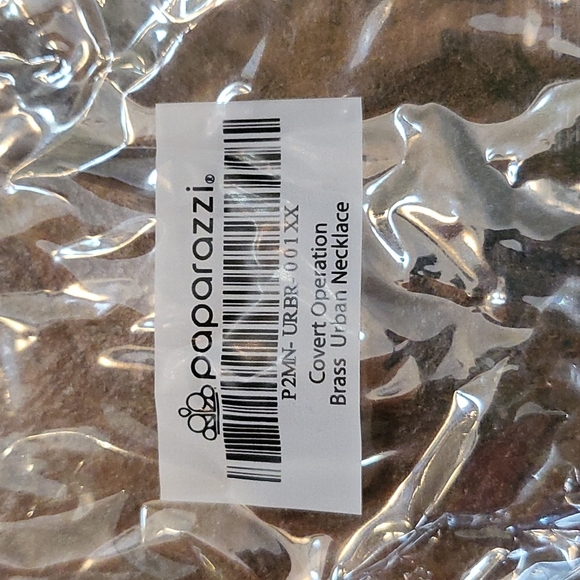 paparazzi®
P2MN- URBR-001XX
Covert Operation
Brass Urban Necklace